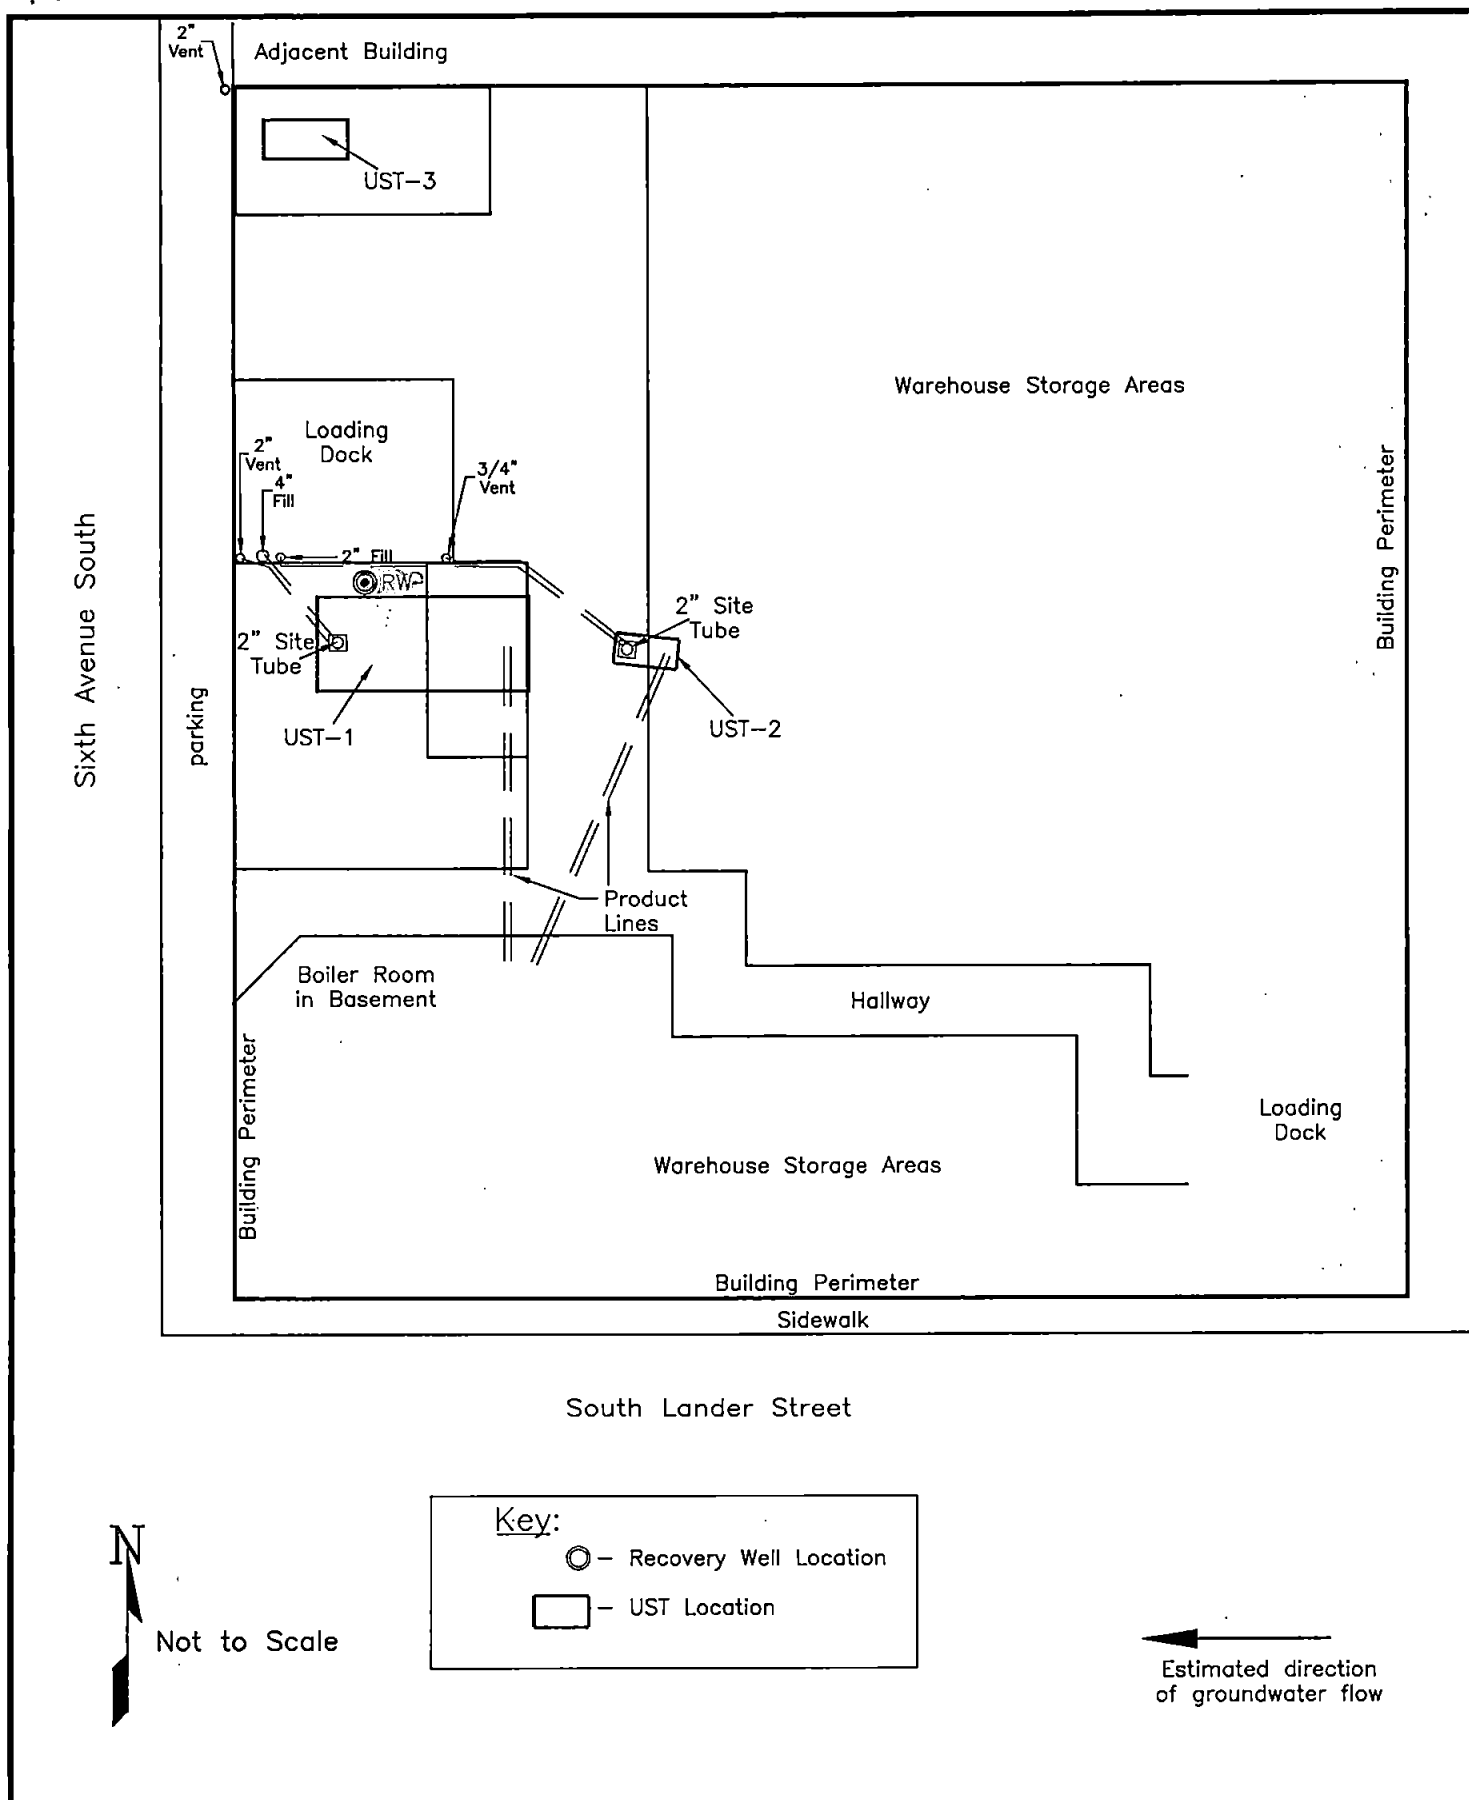 2"
Vent
Adjacent Building
UST-3
Warehouse Storage Areas
Loading
Dock
2"
Vent
4"
Fill
3/4"
Vent
2" Fill
RW
2" Site
Tube
2" Site
Tube
UST-1
UST-2
Sixth Avenue South
parking
Building Perimeter
Product
Lines
Boiler Room
in Basement
Hallway
Building Perimeter
Loading
Dock
Warehouse Storage Areas
Building Perimeter
Sidewalk
South Lander Street
Key:
– Recovery Well Location
– UST Location
N
Not to Scale
Estimated direction
of groundwater flow